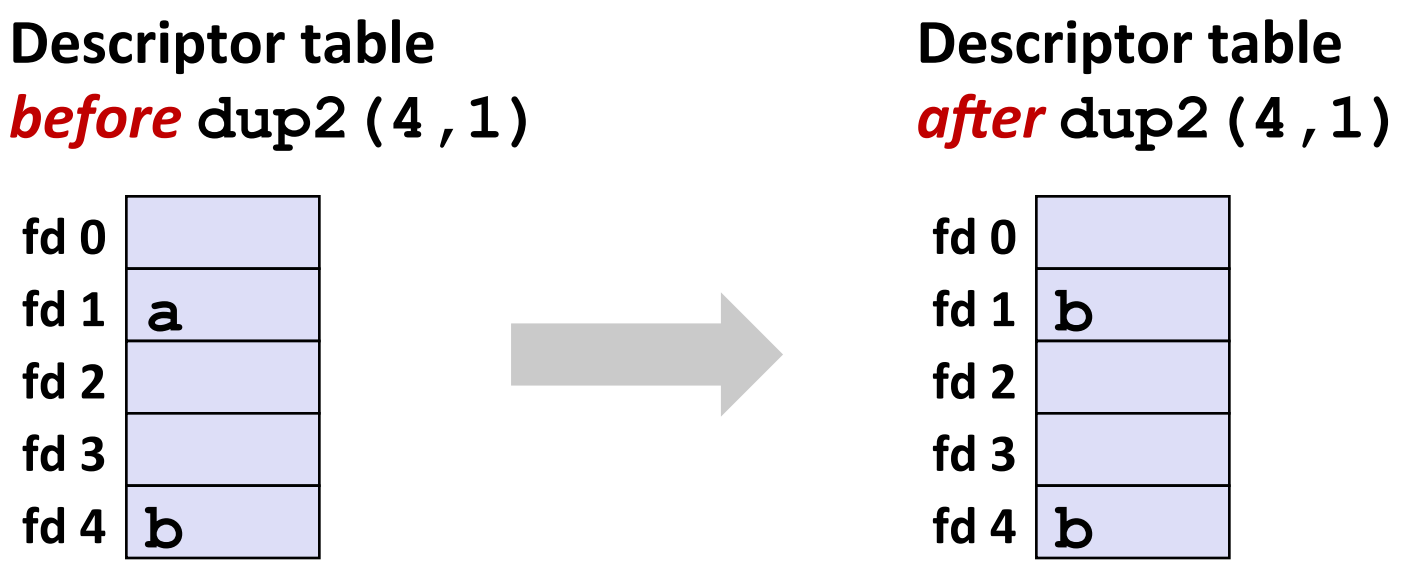 Descriptor table
before dup2(4,1)
fd 0
fd 1 a
fd 2
fd 3
fd 4 b
Descriptor table
after dup2(4,1)
fd 0
fd 1 b
fd 2
fd 3
fd 4 b